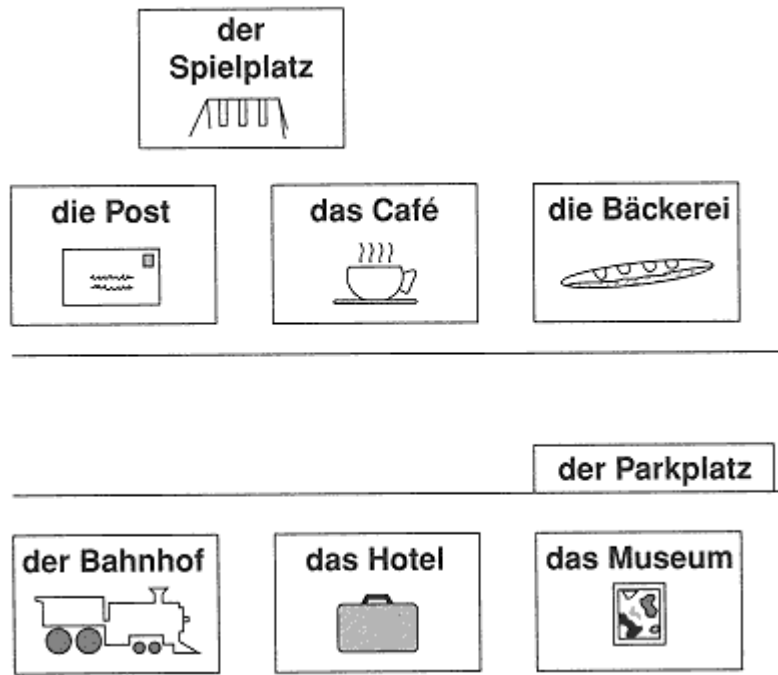 der
Spielplatz
die Post
das Café
die Bäckerei
der Parkplatz
der Bahnhof
das Hotel
das Museum